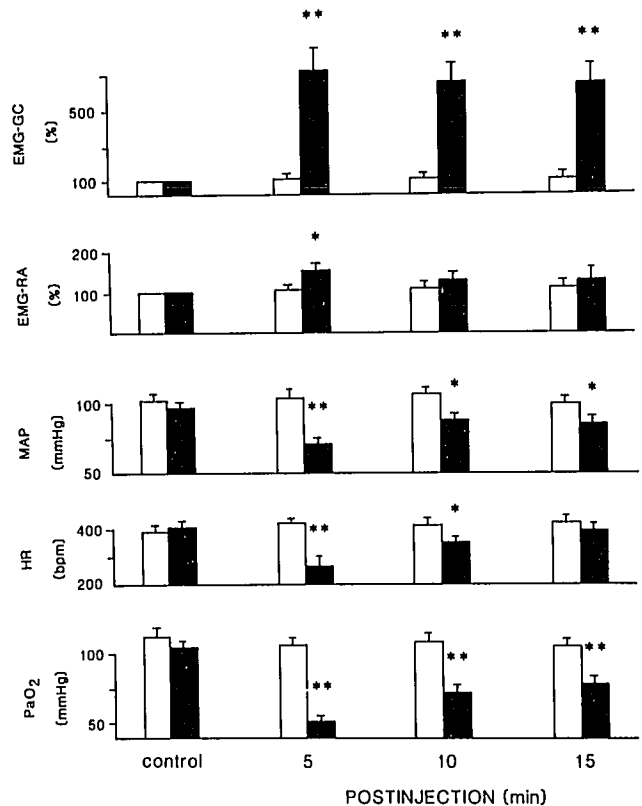 ** ** **
EMG-GC
(%)
500
100
*
EMG-RA
(%)
200
100
** * *
MAP
(mmHg)
100
50
** *
HR
(bpm)
400
200
** ** **
PaO2
(mmHg)
100
50
control 5 10 15
POSTINJECTION (min)